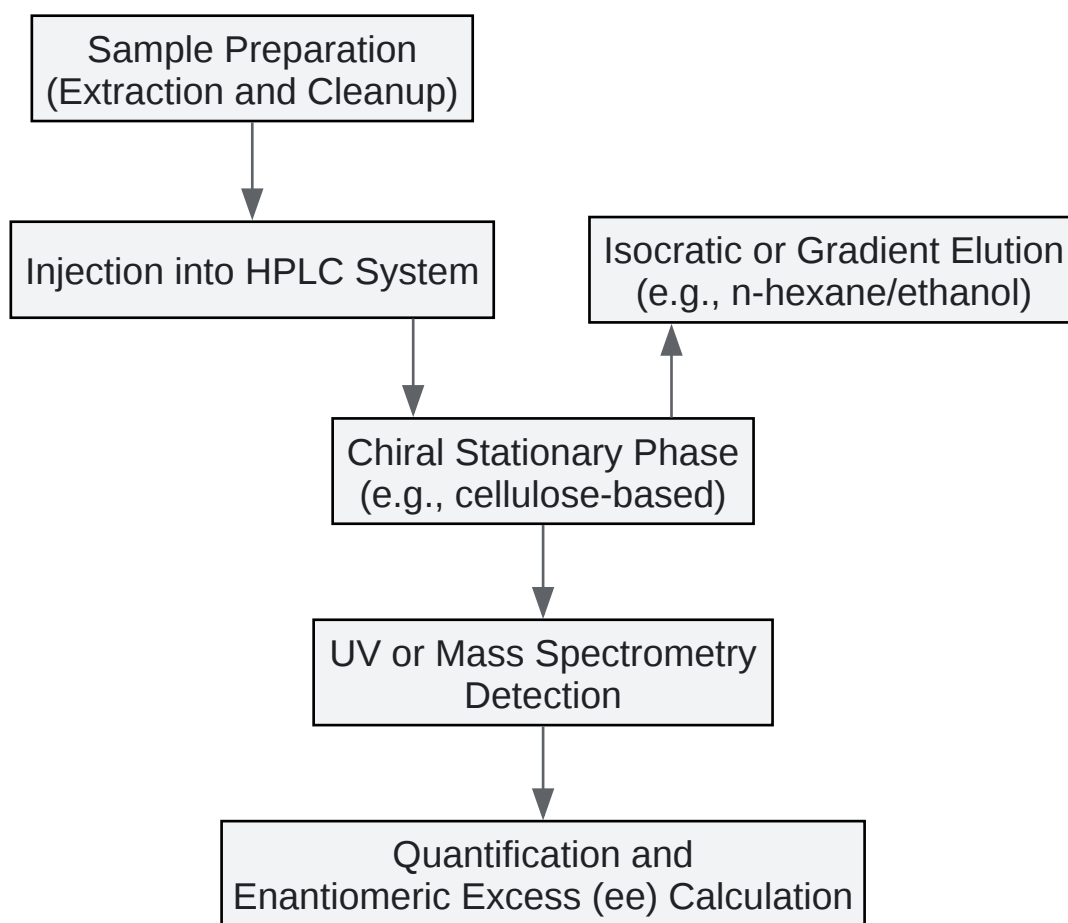 Sample Preparation
(Extraction and Cleanup)
Injection into HPLC System
Isocratic or Gradient Elution
(e.g., n-hexane/ethanol)
Chiral Stationary Phase
(e.g., cellulose-based)
UV or Mass Spectrometry
Detection
Quantification and
Enantiomeric Excess (ee) Calculation